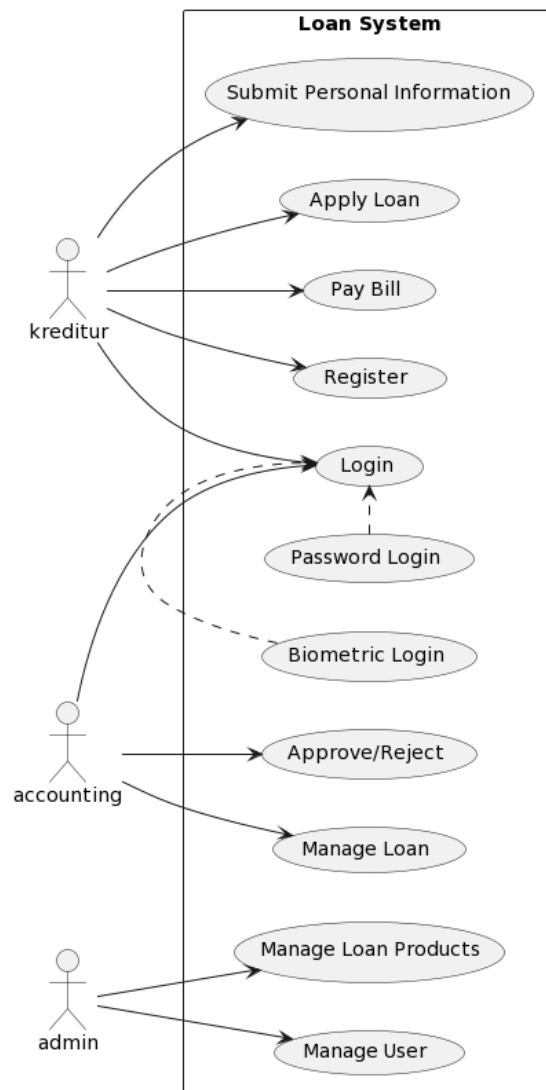 Loan System
Submit Personal Information
Apply Loan
Pay Bill
kreditur
Register
Login
Password Login
Biometric Login
Approve/Reject
accounting
Manage Loan
Manage Loan Products
admin
Manage User